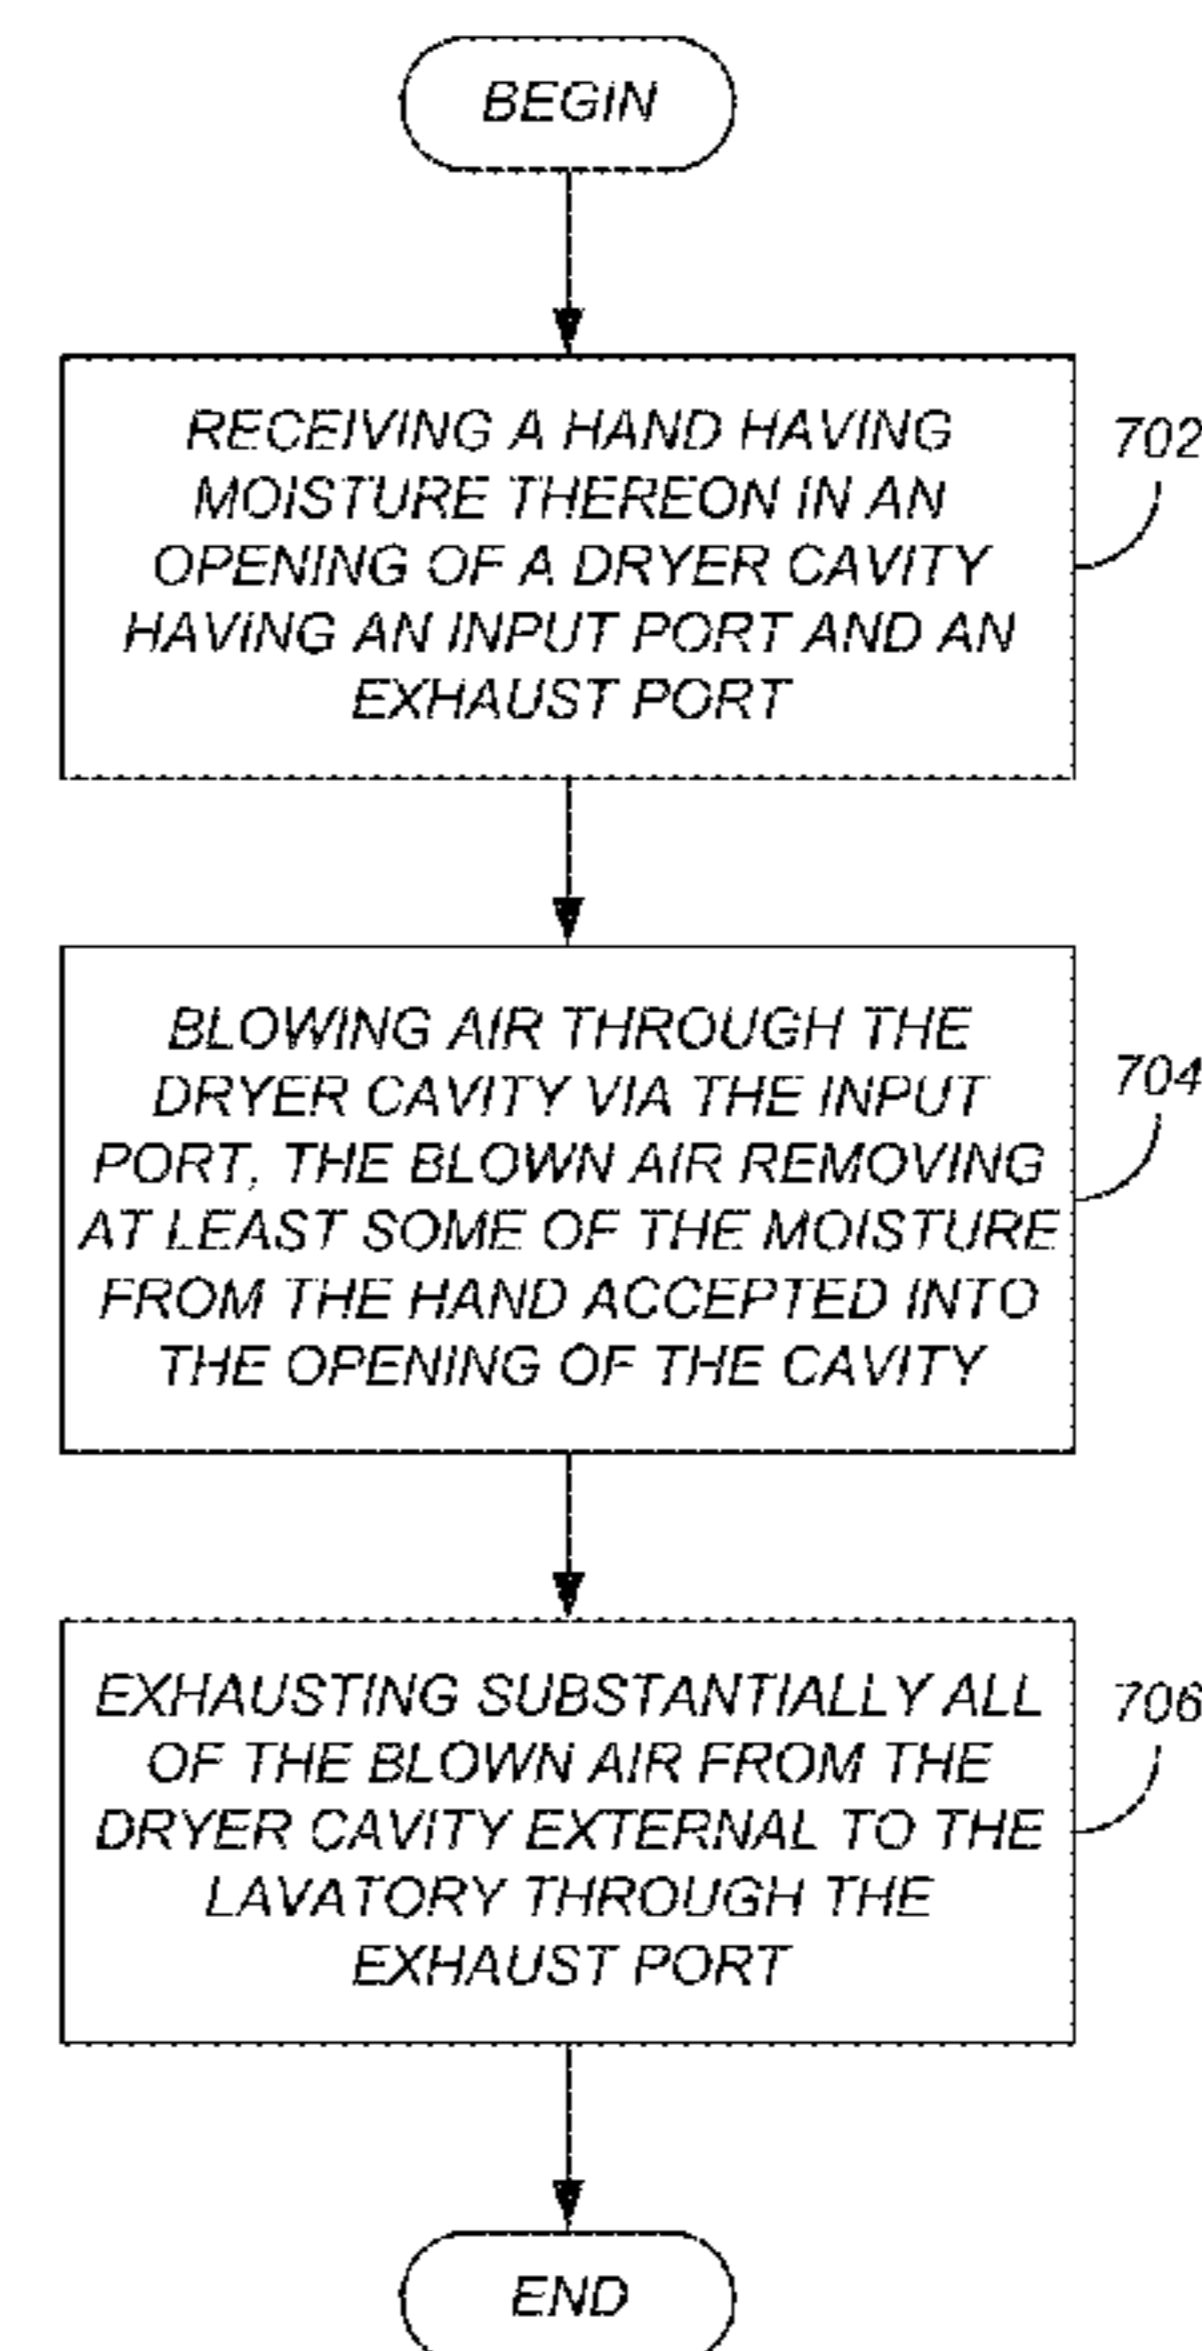 BEGIN
RECEIVING A HAND HAVING
MOISTURE THEREON IN AN
OPENING OF A DRYER CAVITY
HAVING AN INPUT PORT AND AN
EXHAUST PORT
702
BLOWING AIR THROUGH THE
DRYER CAVITY VIA THE INPUT
PORT, THE BLOWN AIR REMOVING
AT LEAST SOME OF THE MOISTURE
FROM THE HAND ACCEPTED INTO
THE OPENING OF THE CAVITY
704
EXHAUSTING SUBSTANTIALLY ALL
OF THE BLOWN AIR FROM THE
DRYER CAVITY EXTERNAL TO THE
LAVATORY THROUGH THE
EXHAUST PORT
706
END